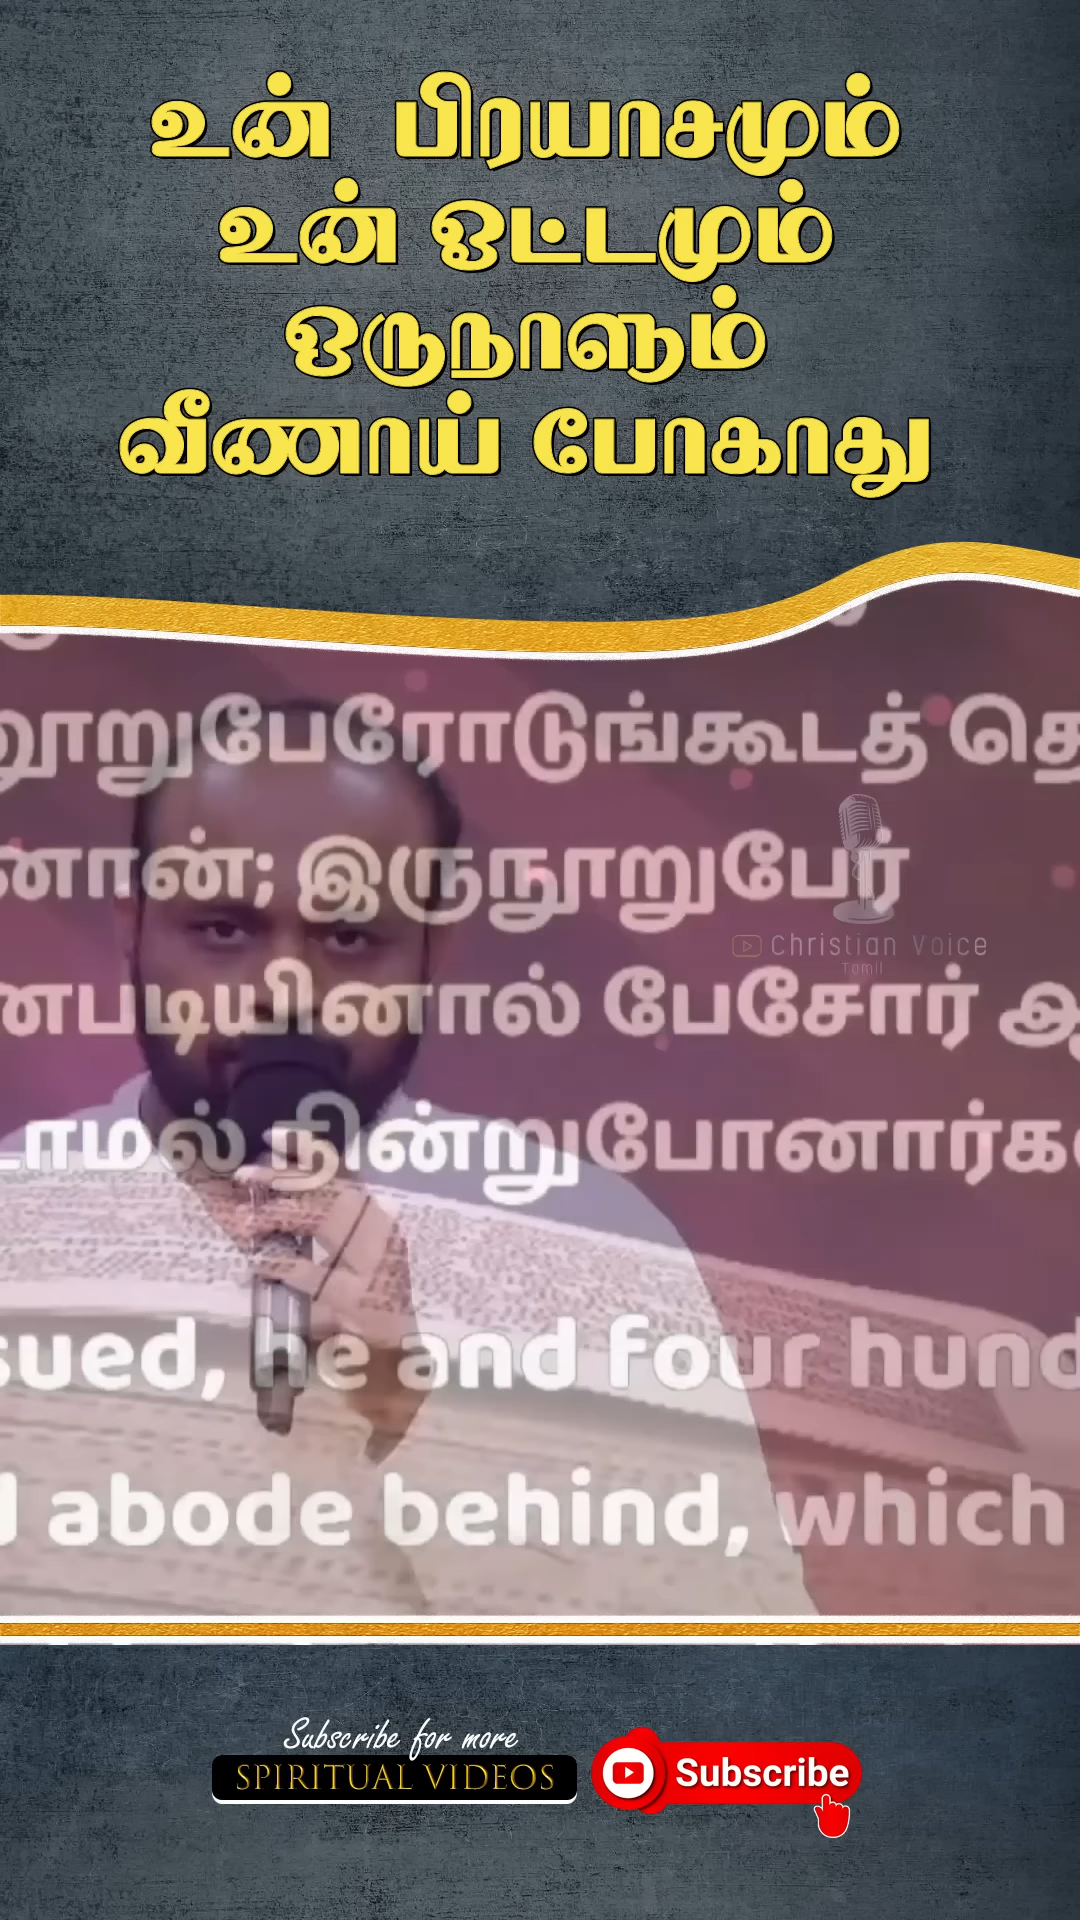 உன் பிரயாசமும்
உன் ஓட்டமும்
ஒருநாளும்
வீணாய் போகாது
நூறுபேரோடுங்கூடத் தெ
னான்; இருநூறுபேர்
Christian Voice
Tamil
னபடியினால் பேசோர் ஆ
டாமல் நின்றுபோனார்க
sued, he and four hund
abode behind, which
Subscribe for more
SPIRITUAL VIDEOS
Subscribe